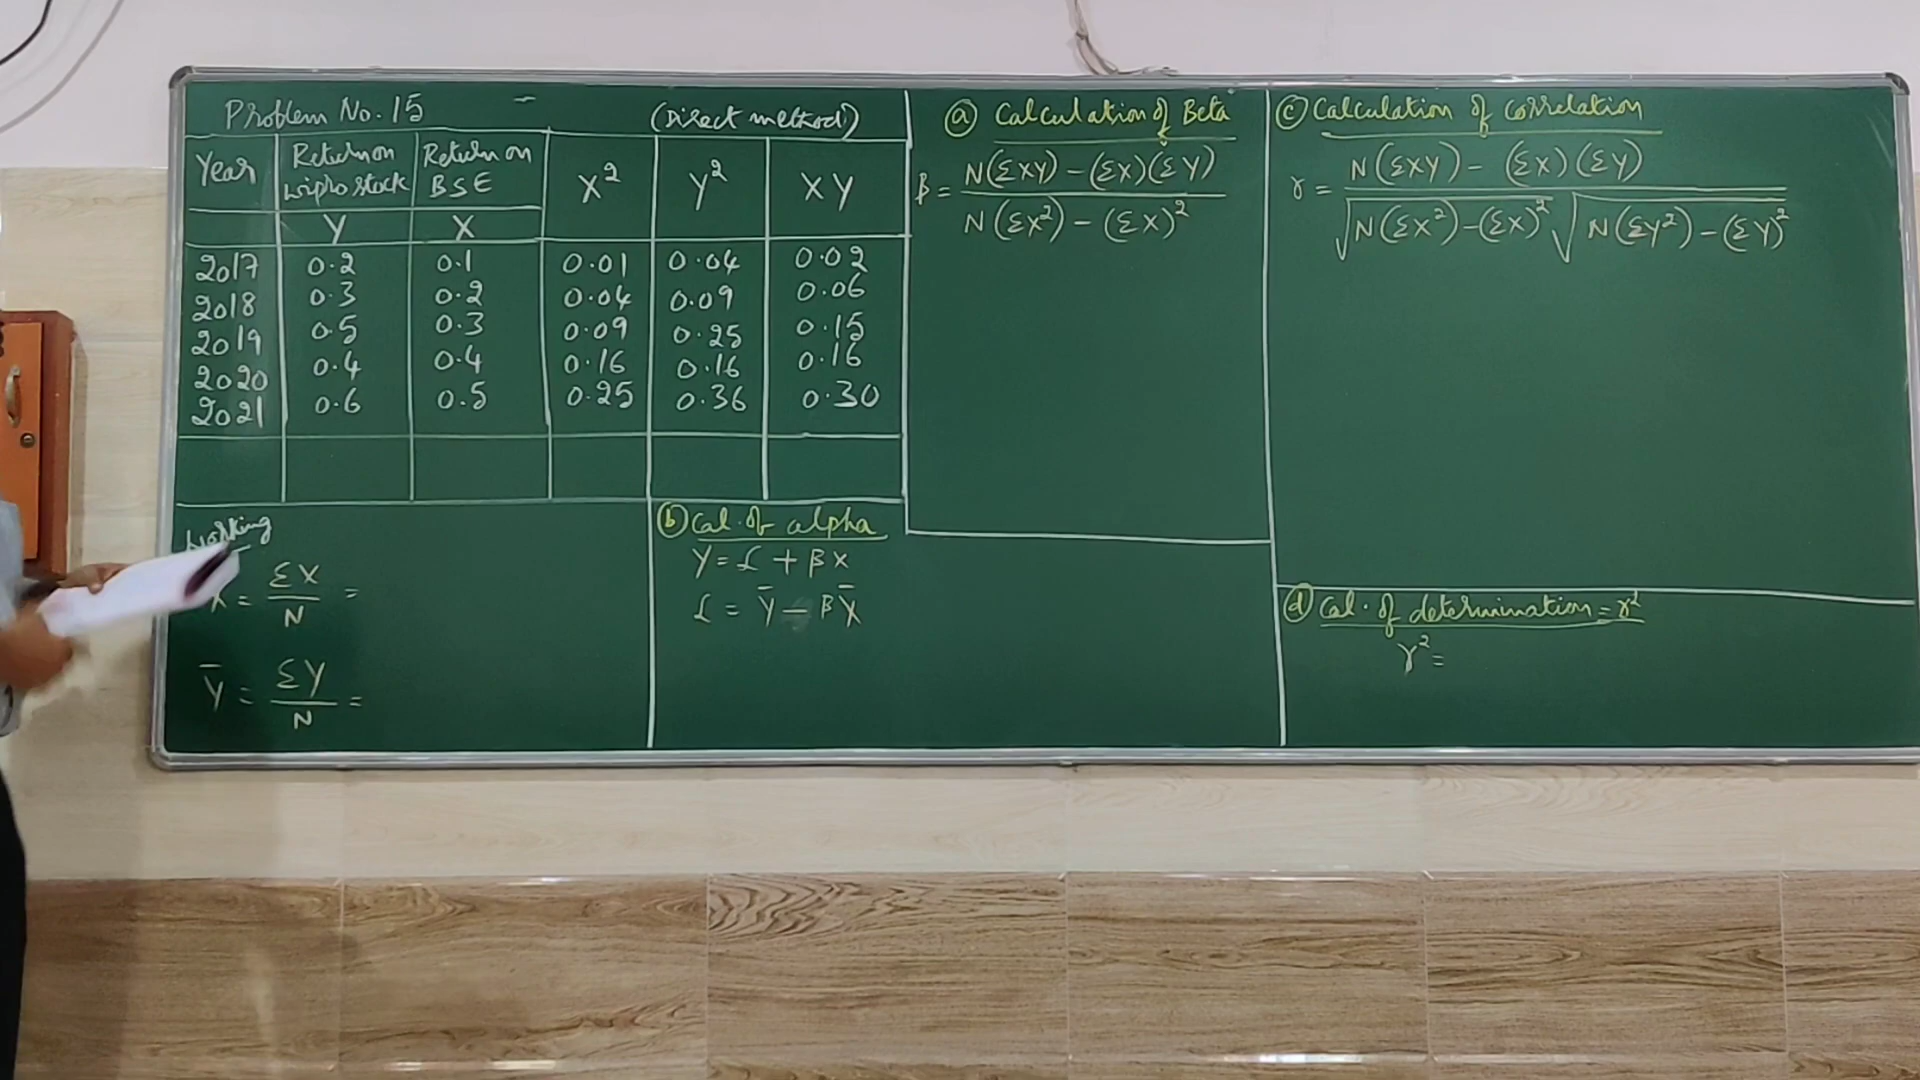 Problem No. 15 (Direct method)
Year Return on wipro stock Return on BSE X² Y² XY
Y X
2017 0.2 0.1 0.01 0.04 0.02
2018 0.3 0.2 0.04 0.09 0.06
2019 0.5 0.3 0.09 0.25 0.15
2020 0.4 0.4 0.16 0.16 0.16
2021 0.6 0.5 0.25 0.36 0.30
Working
X̄ = ΣX / N =
Ȳ = ΣY / N =
(b) Cal. of alpha
Y = α + βX
α = Ȳ − βX̄
(a) Calculation of Beta
β = N(ΣXY) − (ΣX)(ΣY)
N(ΣX²) − (ΣX)²
(c) Calculation of correlation
r = N(ΣXY) − (ΣX)(ΣY)
√N(ΣX²) − (ΣX)² √N(ΣY²) − (ΣY)²
(d) Cal. of determination = r²
r² =